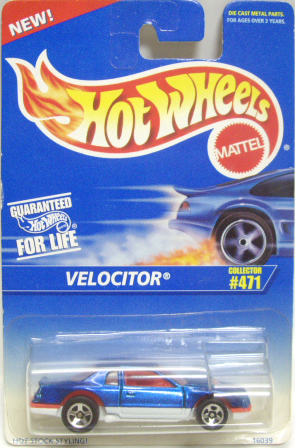 NEW!
DIE CAST METAL PARTS.
FOR AGES OVER 3 YEARS.
Hot Wheels
MATTEL
GUARANTEED
Hot Wheels
FOR LIFE
VELOCITOR®
COLLECTOR
#471
HOT STOCK STYLING!
16039